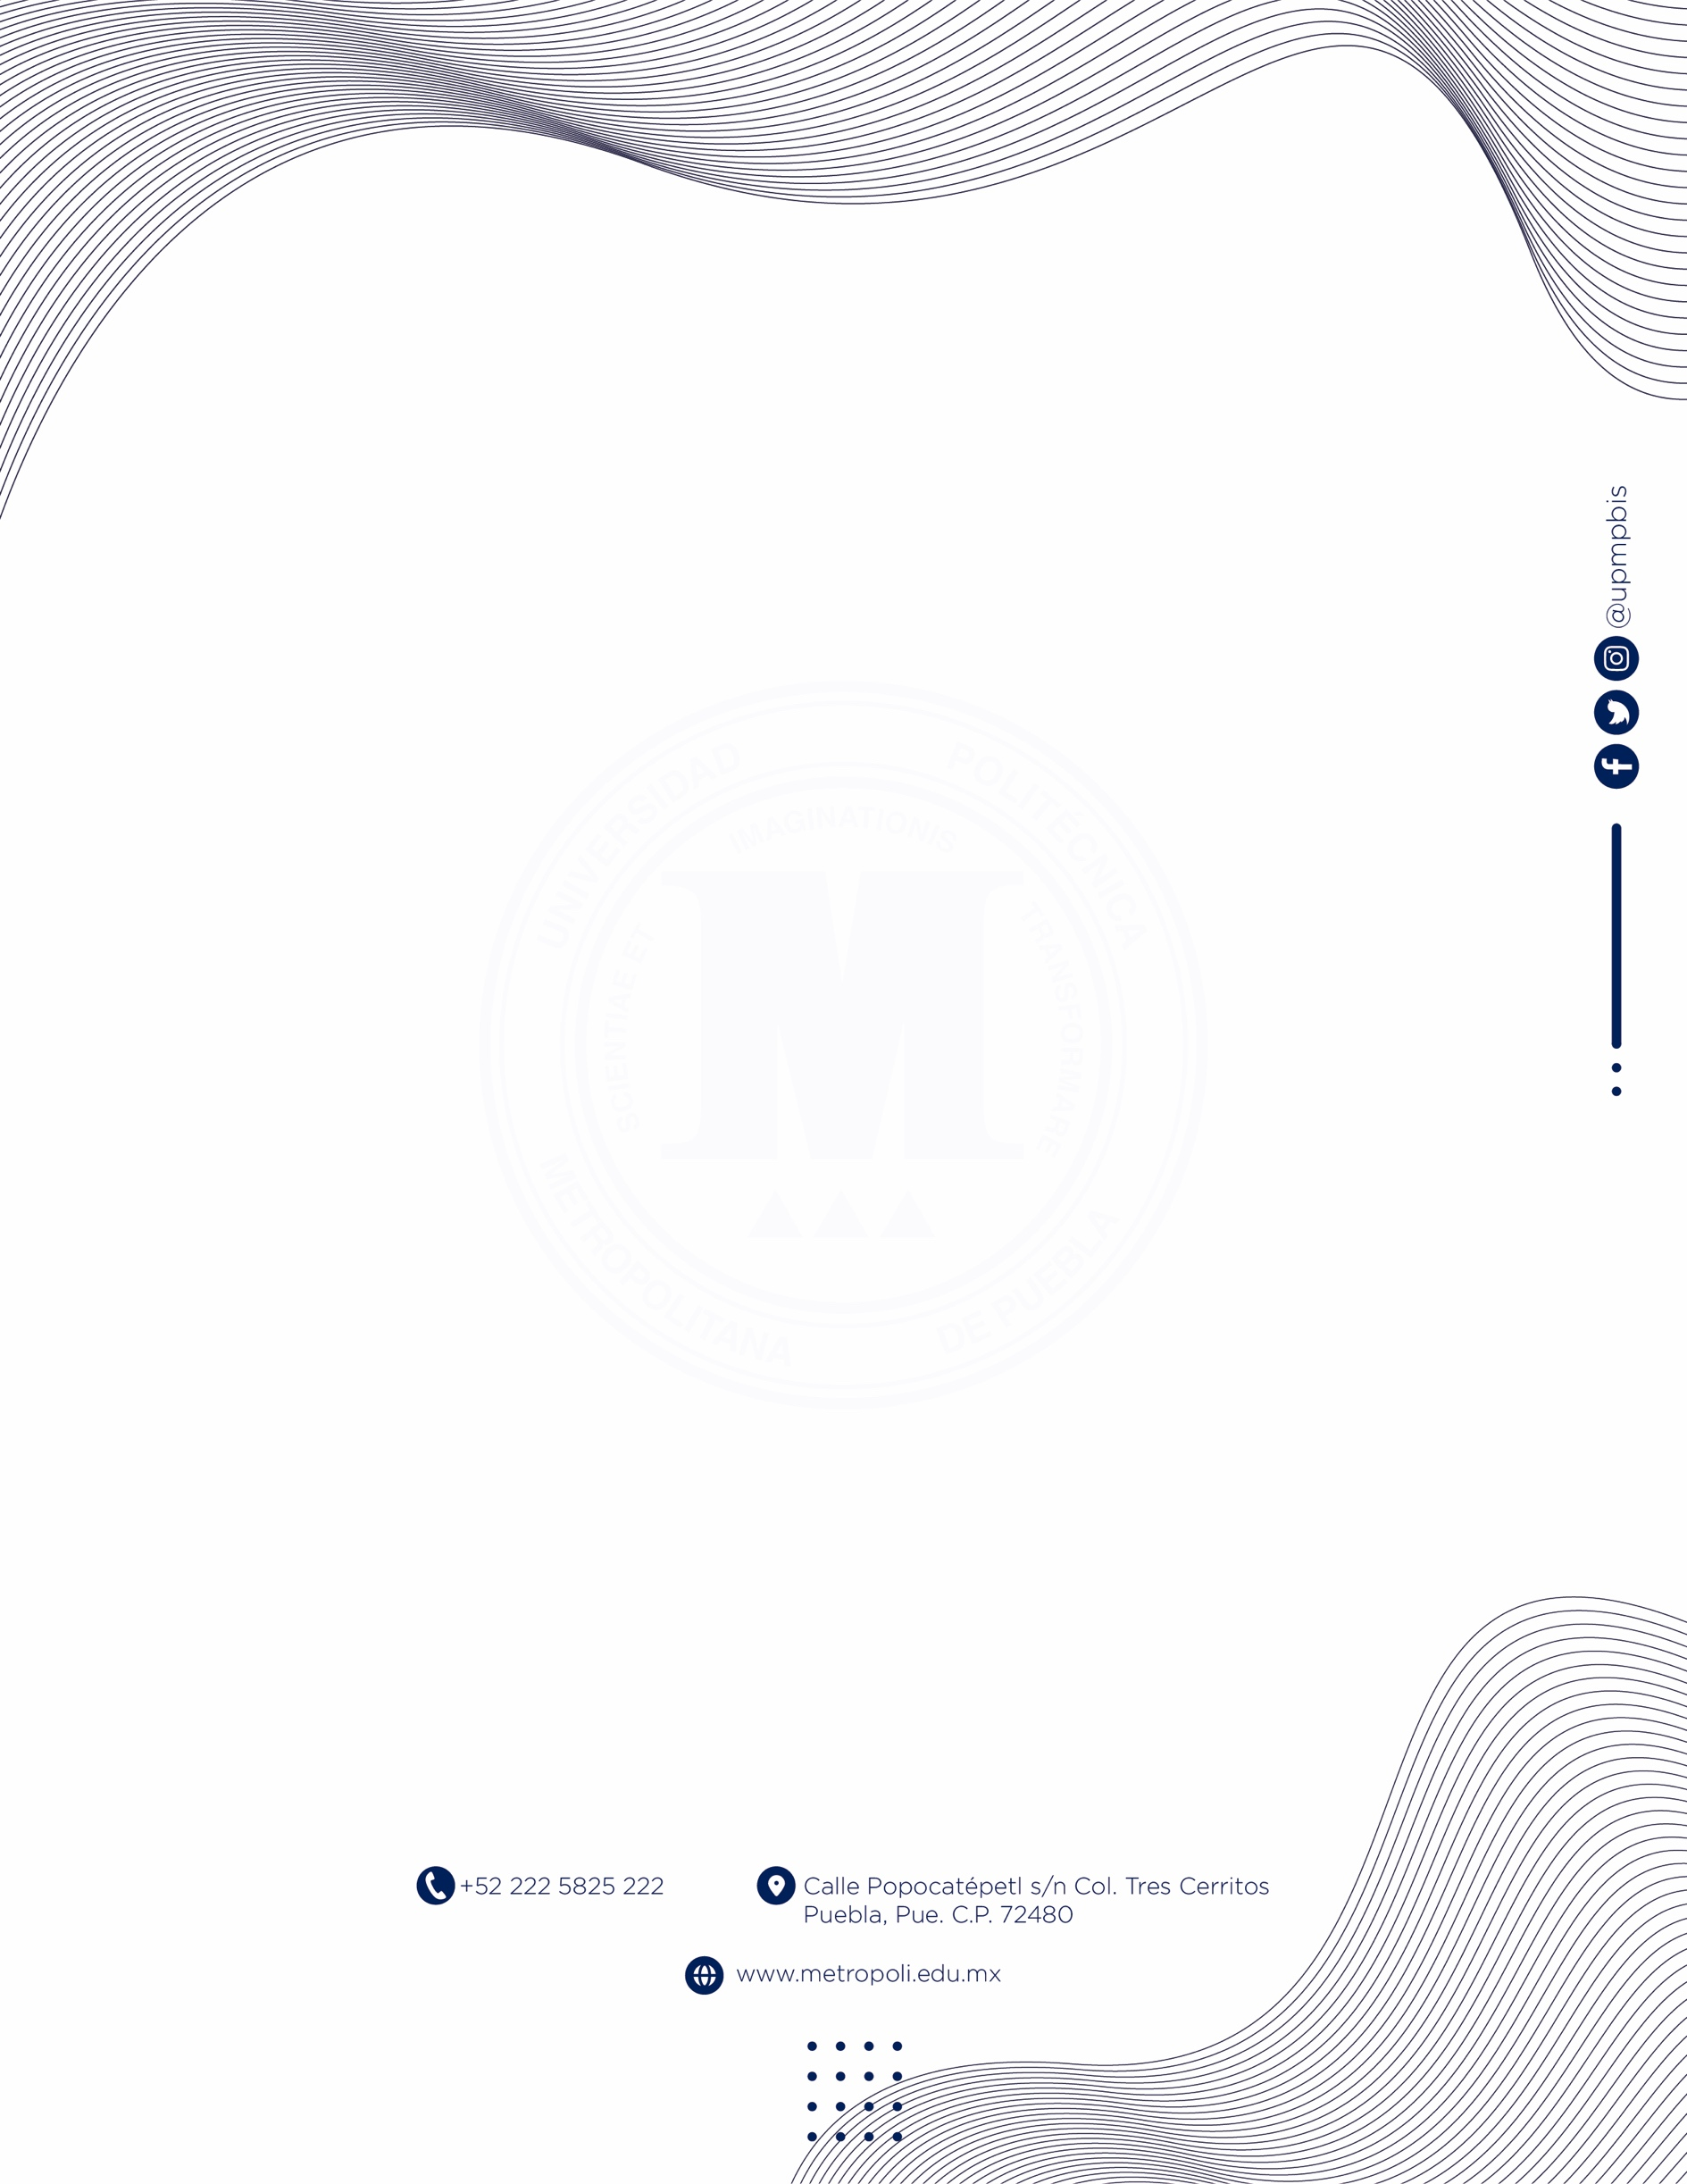 @upmpbis
UNIVERSIDAD POLITÉCNICA
METROPOLITANA DE PUEBLA
SCIENTIAE ET IMAGINATIONIS TRANSFORMARE
M
+52 222 5825 222
Calle Popocatépetl s/n Col. Tres Cerritos
Puebla, Pue. C.P. 72480
www.metropoli.edu.mx